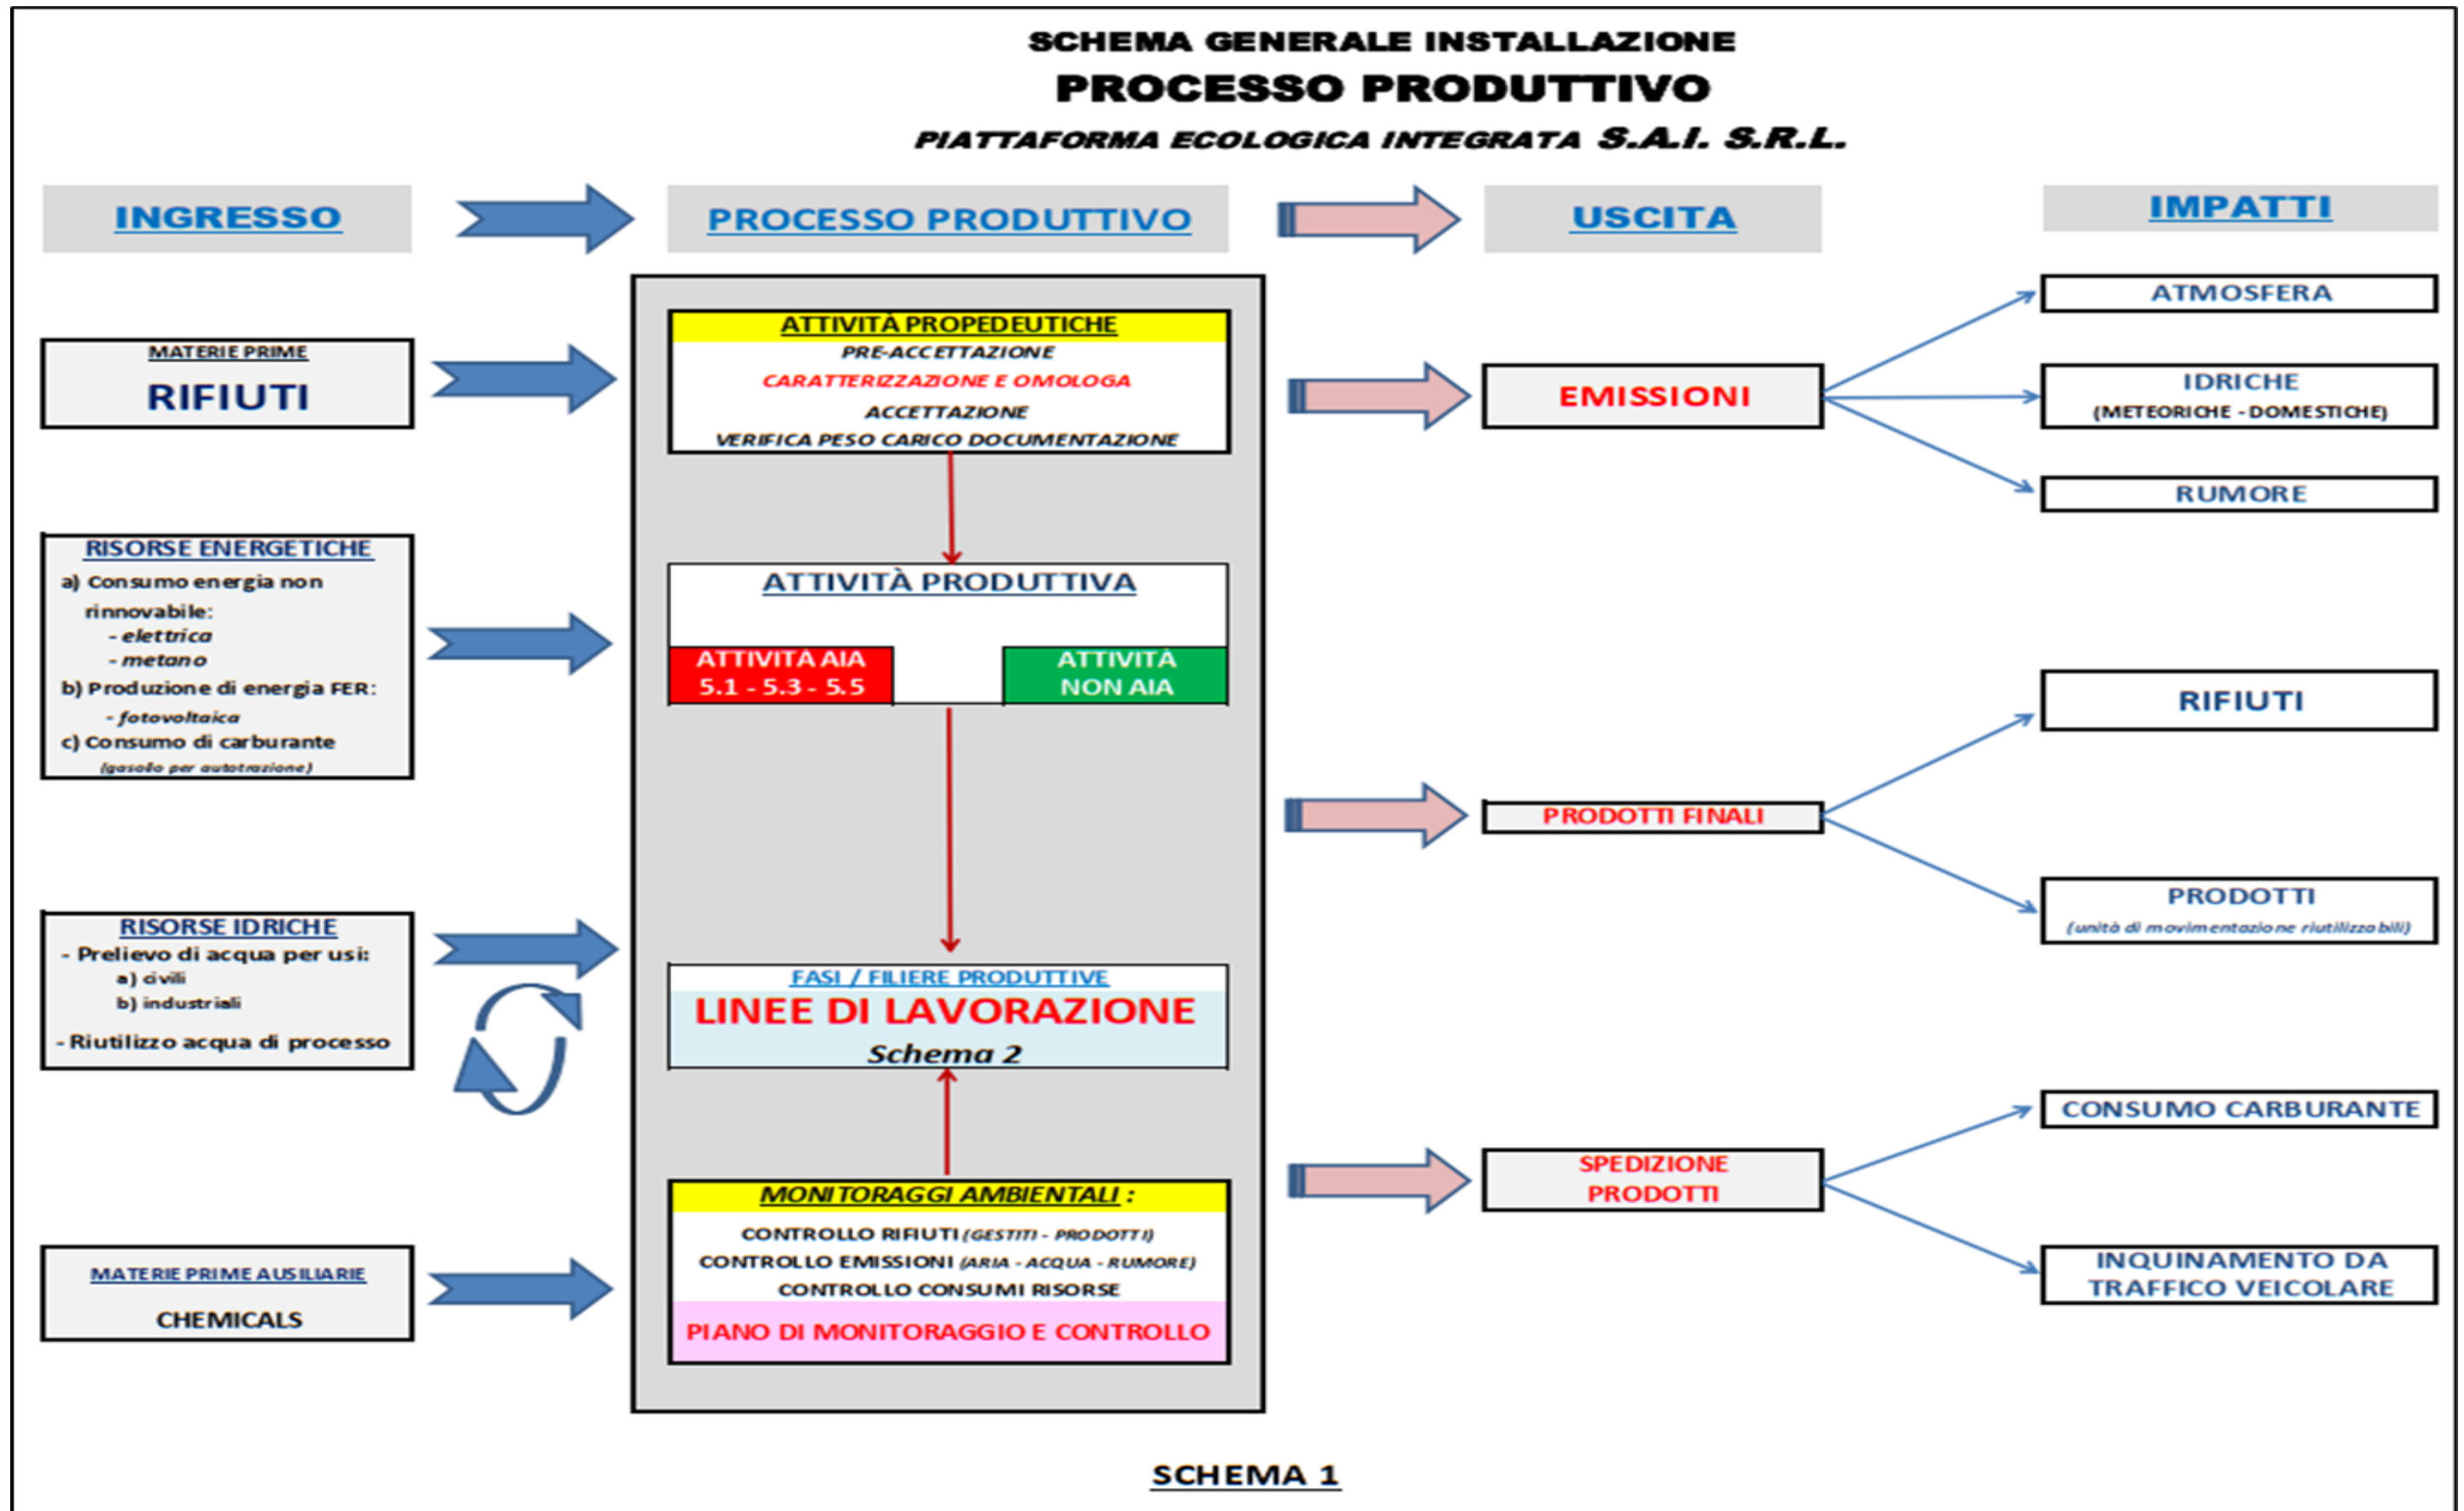 SCHEMA GENERALE INSTALLAZIONE
PROCESSO PRODUTTIVO
PIATTAFORMA ECOLOGICA INTEGRATA S.A.I. S.R.L.
INGRESSO
PROCESSO PRODUTTIVO
USCITA
IMPATTI
MATERIE PRIME
RIFIUTI
RISORSE ENERGETICHE
a) Consumo energia non
rinnovabile:
- elettrica
- metano
b) Produzione di energia FER:
- fotovoltaica
c) Consumo di carburante
(gasolio per autotrazione)
RISORSE IDRICHE
- Prelievo di acqua per usi:
a) civili
b) industriali
- Riutilizzo acqua di processo
MATERIE PRIME AUSILIARIE
CHEMICALS
ATTIVITÀ PROPEDEUTICHE
PRE-ACCETTAZIONE
CARATTERIZZAZIONE E OMOLOGA
ACCETTAZIONE
VERIFICA PESO CARICO DOCUMENTAZIONE
ATTIVITÀ PRODUTTIVA
ATTIVITÀ AIA
5.1 - 5.3 - 5.5
ATTIVITÀ
NON AIA
FASI / FILIERE PRODUTTIVE
LINEE DI LAVORAZIONE
Schema 2
MONITORAGGI AMBIENTALI :
CONTROLLO RIFIUTI (GESTITI - PRODOTTI)
CONTROLLO EMISSIONI (ARIA - ACQUA - RUMORE)
CONTROLLO CONSUMI RISORSE
PIANO DI MONITORAGGIO E CONTROLLO
EMISSIONI
PRODOTTI FINALI
SPEDIZIONE
PRODOTTI
ATMOSFERA
IDRICHE
(METEORICHE - DOMESTICHE)
RUMORE
RIFIUTI
PRODOTTI
(unità di movimentazione riutilizzabili)
CONSUMO CARBURANTE
INQUINAMENTO DA
TRAFFICO VEICOLARE
SCHEMA 1